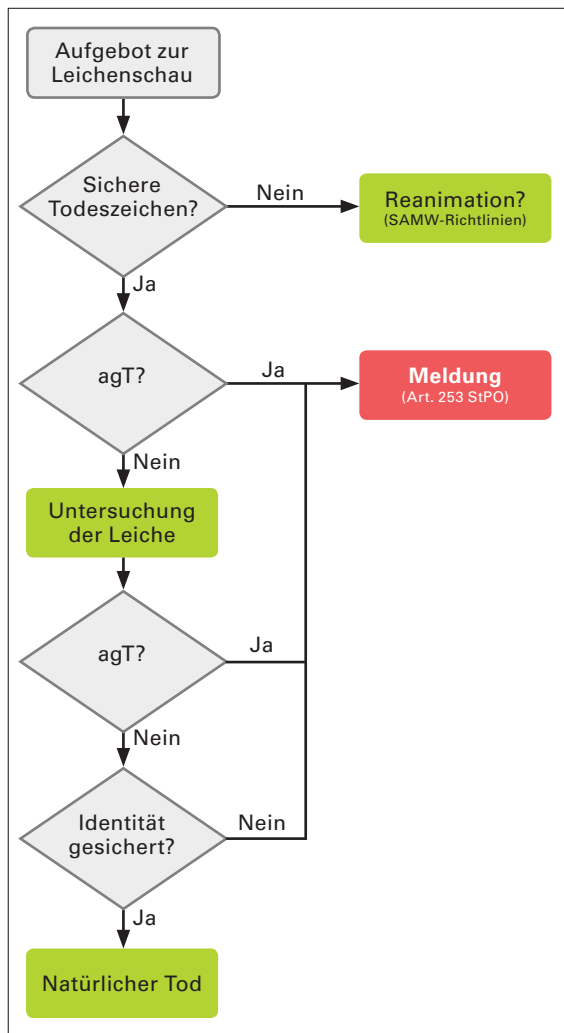 Aufgebot zur
Leichenschau
Sichere
Todeszeichen?
Nein
Reanimation?
(SAMW-Richtlinien)
Ja
agT?
Ja
Meldung
(Art. 253 StPO)
Nein
Untersuchung
der Leiche
agT?
Ja
Nein
Identität
gesichert?
Nein
Ja
Natürlicher Tod